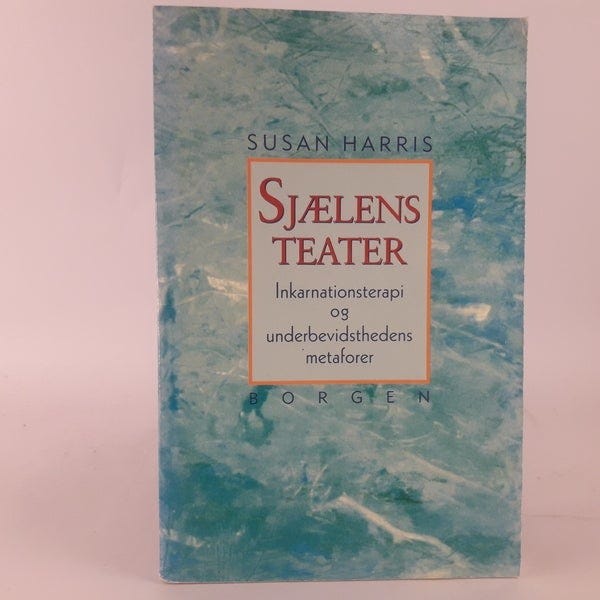 SUSAN HARRIS
SJÆLENS
TEATER
Inkarnationsterapi
og
underbevidsthedens
metaforer
BORGEN